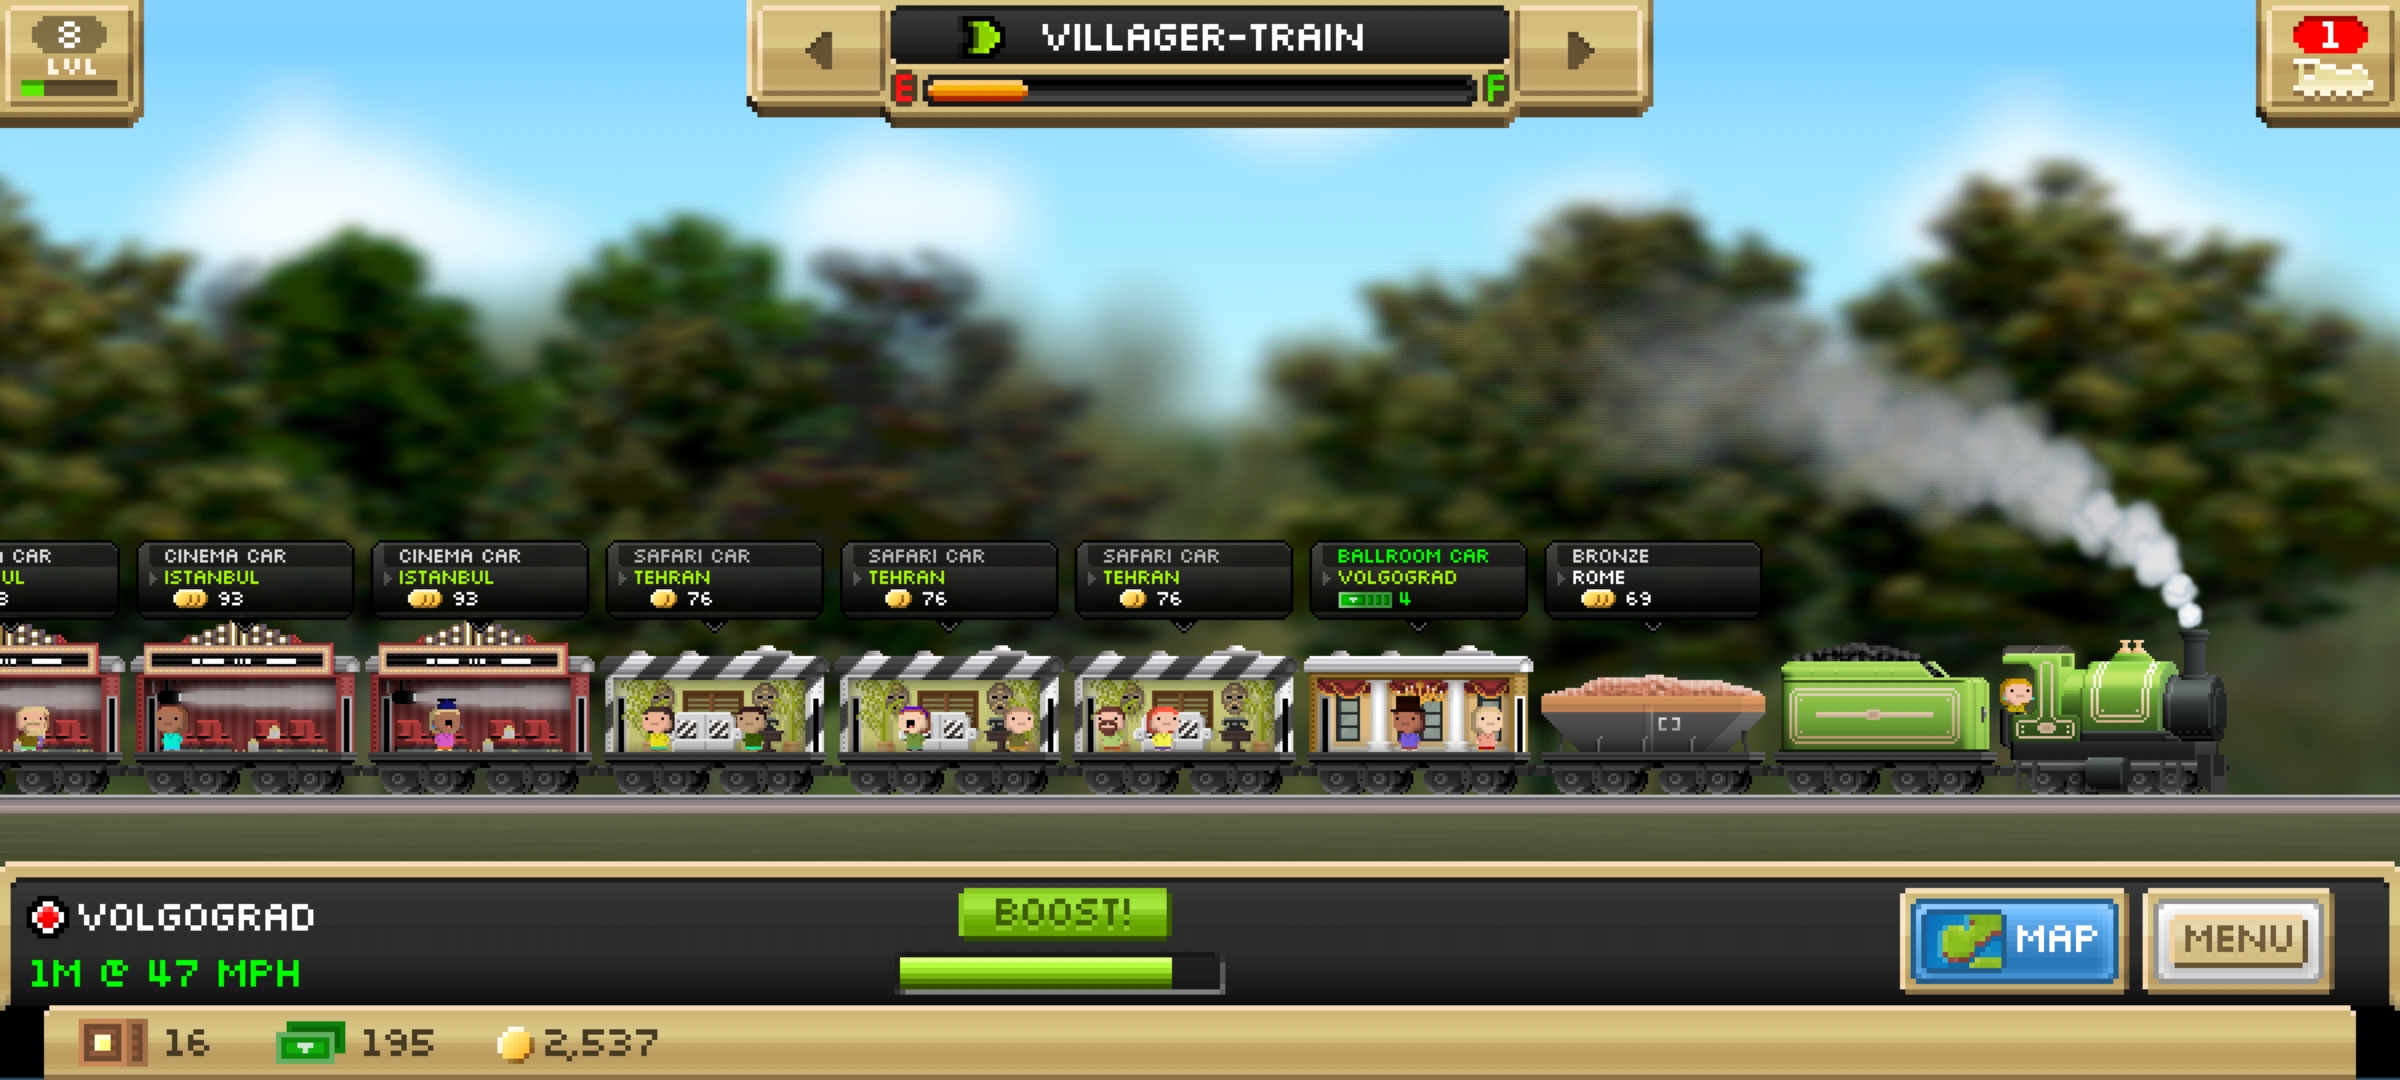 8
LVL
VILLAGER-TRAIN
E F
1
CAR
UL
3
CINEMA CAR
ISTANBUL
93
CINEMA CAR
ISTANBUL
93
SAFARI CAR
TEHRAN
76
SAFARI CAR
TEHRAN
76
SAFARI CAR
TEHRAN
76
BALLROOM CAR
VOLGOGRAD
4
BRONZE
ROME
69
VOLGOGRAD
1M @ 47 MPH
BOOST!
MAP
MENU
16
195
2,537